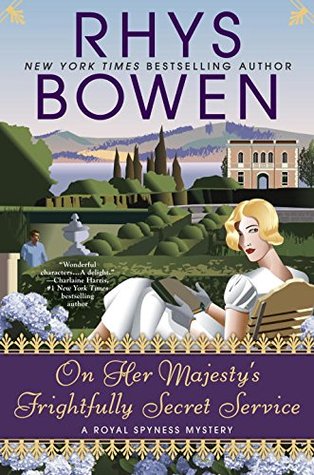 RHYS
NEW YORK TIMES BESTSELLING AUTHOR
BOWEN
"Wonderful
characters...A delight."
—Charlaine Harris,
#1 New York Times
bestselling
author
On Her Majesty's
Frightfully Secret Service
A ROYAL SPYNESS MYSTERY